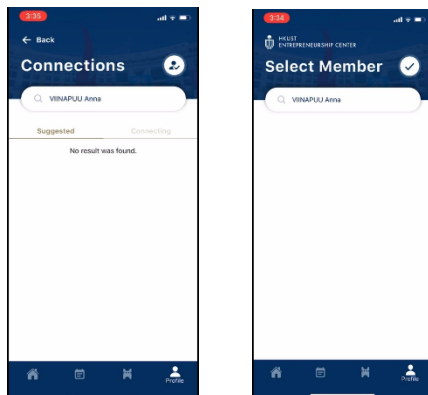 3:35
← Back
Connections
VIINAPUU Anna
Suggested
Connecting
No result was found.
Profile
3:34
HKUST
ENTREPRENEURSHIP CENTER
Select Member
VIINAPUU Anna
Profile